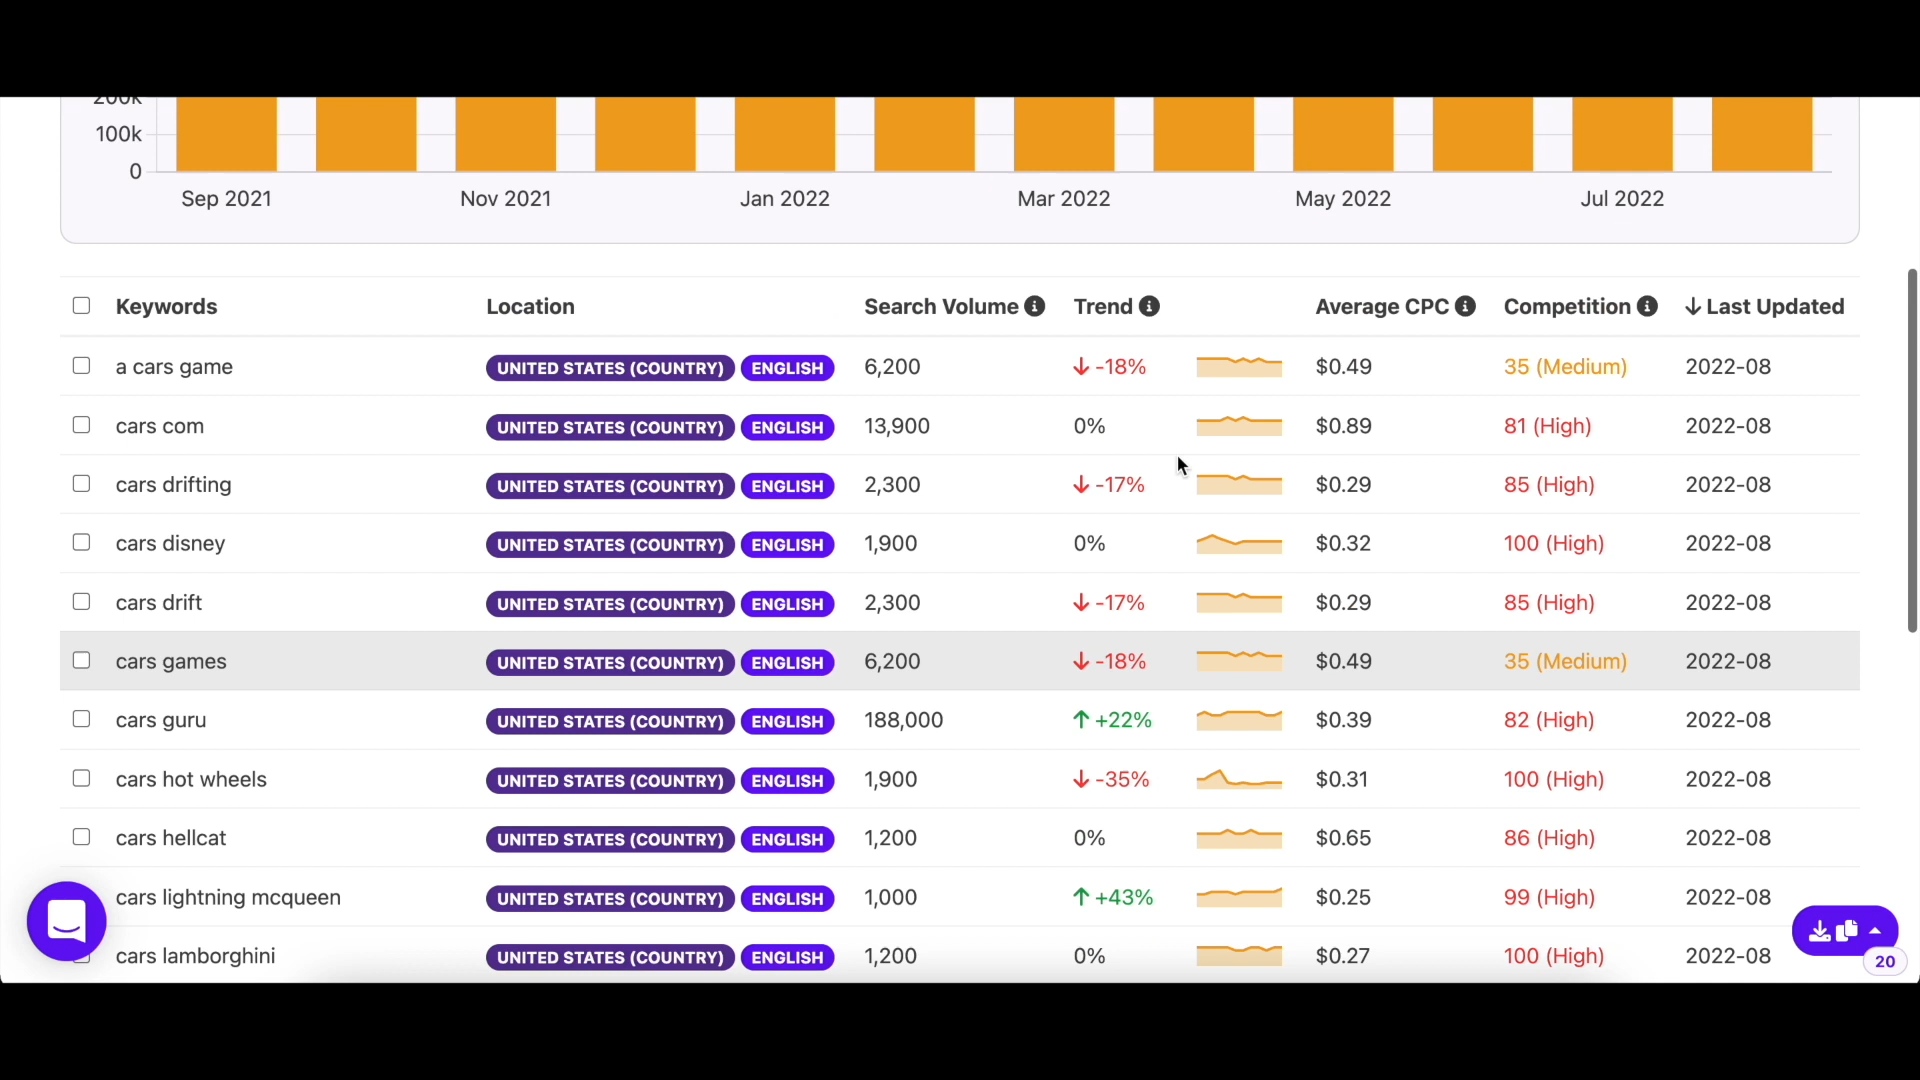 200k
100k
0
Sep 2021 Nov 2021 Jan 2022 Mar 2022 May 2022 Jul 2022
Keywords Location Search Volume Trend Average CPC Competition Last Updated
a cars game UNITED STATES (COUNTRY) ENGLISH 6,200 -18% $0.49 35 (Medium) 2022-08
cars com UNITED STATES (COUNTRY) ENGLISH 13,900 0% $0.89 81 (High) 2022-08
cars drifting UNITED STATES (COUNTRY) ENGLISH 2,300 -17% $0.29 85 (High) 2022-08
cars disney UNITED STATES (COUNTRY) ENGLISH 1,900 0% $0.32 100 (High) 2022-08
cars drift UNITED STATES (COUNTRY) ENGLISH 2,300 -17% $0.29 85 (High) 2022-08
cars games UNITED STATES (COUNTRY) ENGLISH 6,200 -18% $0.49 35 (Medium) 2022-08
cars guru UNITED STATES (COUNTRY) ENGLISH 188,000 +22% $0.39 82 (High) 2022-08
cars hot wheels UNITED STATES (COUNTRY) ENGLISH 1,900 -35% $0.31 100 (High) 2022-08
cars hellcat UNITED STATES (COUNTRY) ENGLISH 1,200 0% $0.65 86 (High) 2022-08
cars lightning mcqueen UNITED STATES (COUNTRY) ENGLISH 1,000 +43% $0.25 99 (High) 2022-08
cars lamborghini UNITED STATES (COUNTRY) ENGLISH 1,200 0% $0.27 100 (High) 2022-08
20